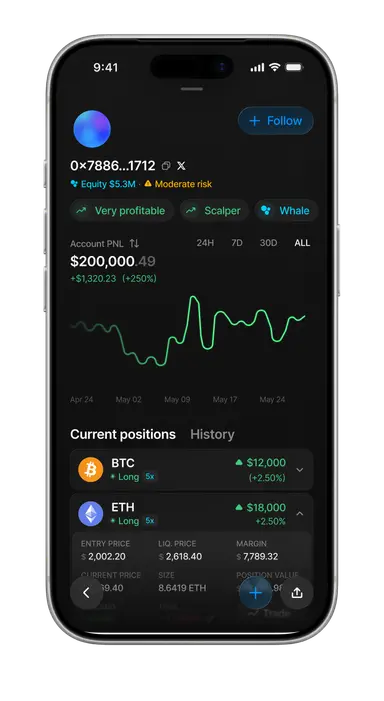 9:41
Follow
0×7886...1712
Equity $5.3M · Moderate risk
Very profitable Scalper Whale
Account PNL 24H 7D 30D ALL
$200,000.49
+$1,320.23 (+250%)
Apr 24 May 02 May 09 May 17 May 24
Current positions History
BTC $12,000
Long 5x (+2.50%)
ETH $18,000
Long 5x +2.50%
ENTRY PRICE LIQ. PRICE MARGIN
$ 2,002.20 $ 2,618.40 $ 7,789.32
CURRENT PRICE SIZE POSITION VALUE
8.6419 ETH
Trade